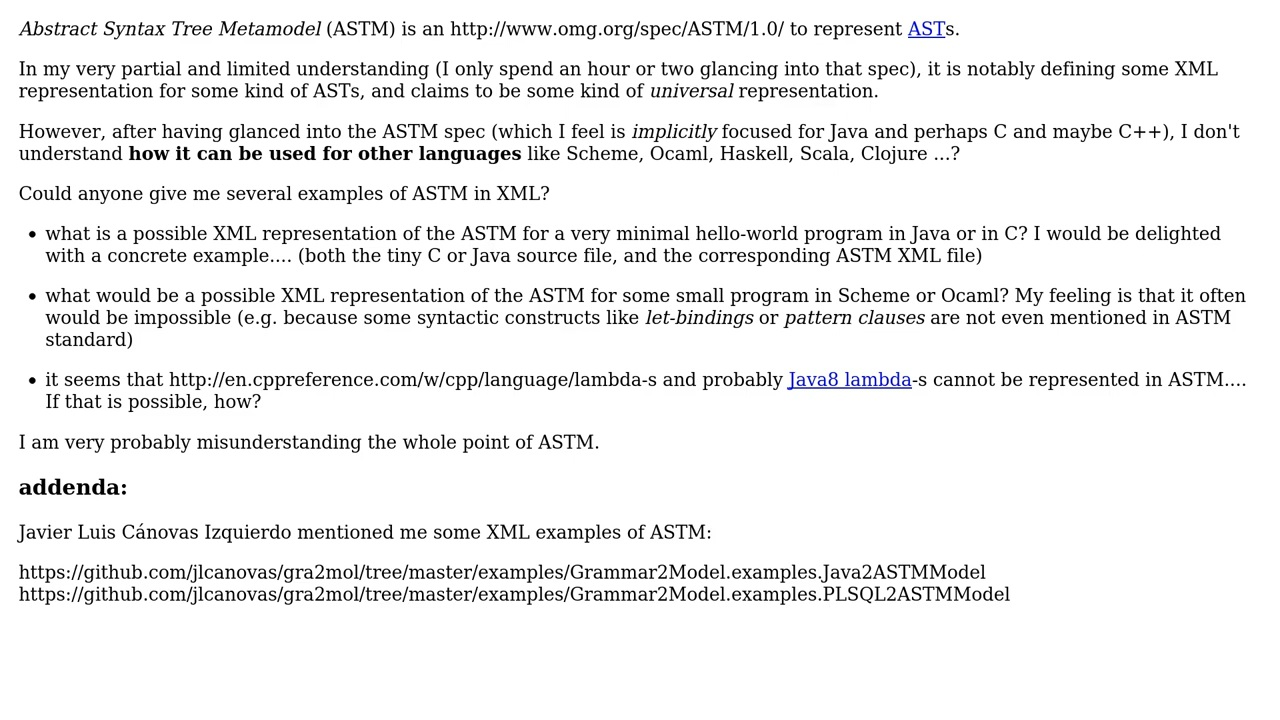 Abstract Syntax Tree Metamodel (ASTM) is an http://www.omg.org/spec/ASTM/1.0/ to represent ASTs.
In my very partial and limited understanding (I only spend an hour or two glancing into that spec), it is notably defining some XML
representation for some kind of ASTs, and claims to be some kind of universal representation.
However, after having glanced into the ASTM spec (which I feel is implicitly focused for Java and perhaps C and maybe C++), I don't
understand how it can be used for other languages like Scheme, Ocaml, Haskell, Scala, Clojure ...?
Could anyone give me several examples of ASTM in XML?
• what is a possible XML representation of the ASTM for a very minimal hello-world program in Java or in C? I would be delighted
with a concrete example.... (both the tiny C or Java source file, and the corresponding ASTM XML file)
• what would be a possible XML representation of the ASTM for some small program in Scheme or Ocaml? My feeling is that it often
would be impossible (e.g. because some syntactic constructs like let-bindings or pattern clauses are not even mentioned in ASTM
standard)
• it seems that http://en.cppreference.com/w/cpp/language/lambda-s and probably Java8 lambda-s cannot be represented in ASTM....
If that is possible, how?
I am very probably misunderstanding the whole point of ASTM.
addenda:
Javier Luis Cánovas Izquierdo mentioned me some XML examples of ASTM:
https://github.com/jlcanovas/gra2mol/tree/master/examples/Grammar2Model.examples.Java2ASTMModel
https://github.com/jlcanovas/gra2mol/tree/master/examples/Grammar2Model.examples.PLSQL2ASTMModel